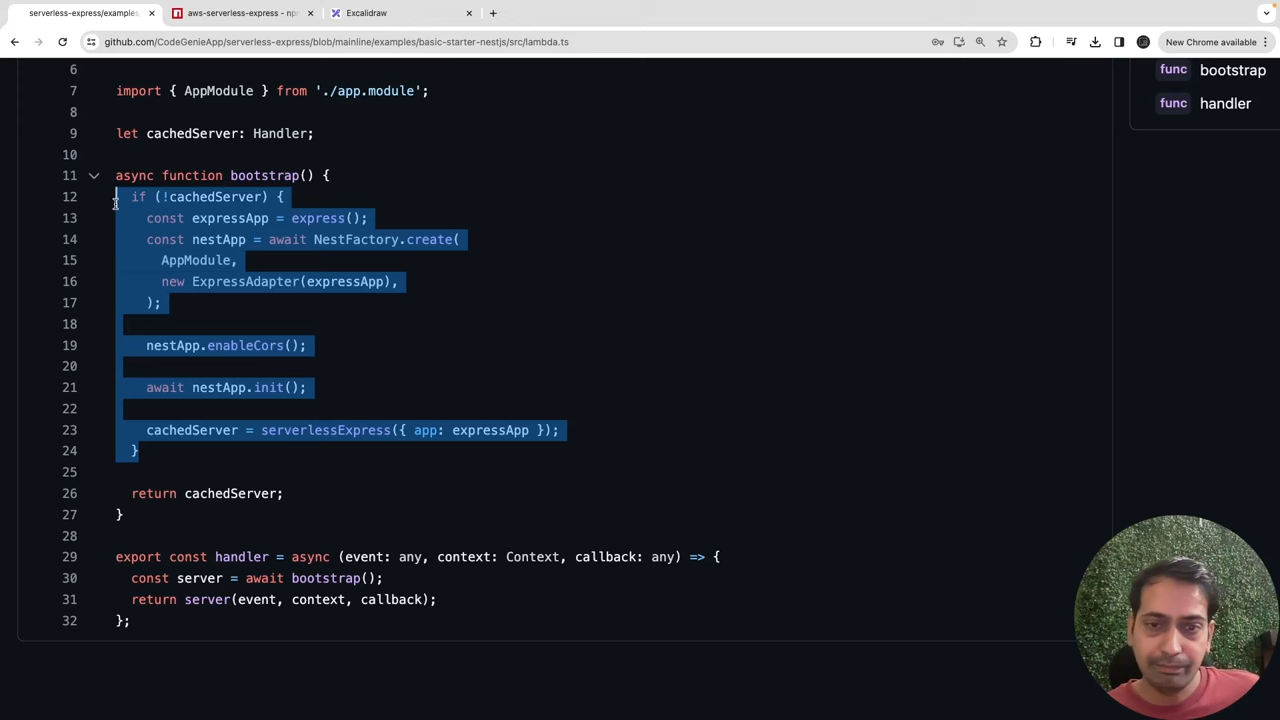 serverless-express/examples
aws-serverless-express - npm
Excalidraw
github.com/CodeGenieApp/serverless-express/blob/mainline/examples/basic-starter-nestjs/src/lambda.ts
New Chrome available
6
7 import { AppModule } from './app.module';
8
9 let cachedServer: Handler;
10
11 async function bootstrap() {
12 if (!cachedServer) {
13 const expressApp = express();
14 const nestApp = await NestFactory.create(
15 AppModule,
16 new ExpressAdapter(expressApp),
17 );
18
19 nestApp.enableCors();
20
21 await nestApp.init();
22
23 cachedServer = serverlessExpress({ app: expressApp });
24 }
25
26 return cachedServer;
27 }
28
29 export const handler = async (event: any, context: Context, callback: any) => {
30 const server = await bootstrap();
31 return server(event, context, callback);
32 };
func bootstrap
func handler